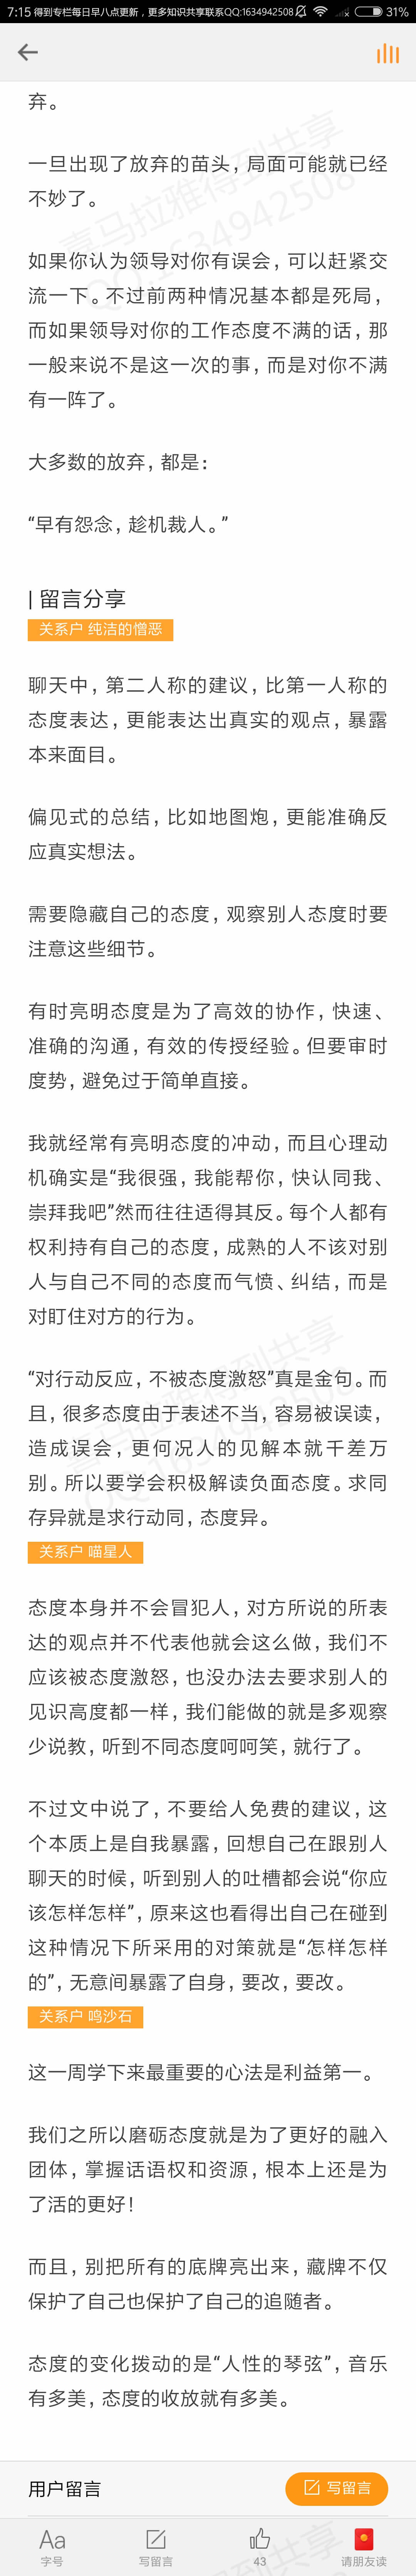 7:15 得到专栏每日早八点更新，更多知识共享联系QQ:1634942508 31%
弃。
一旦出现了放弃的苗头，局面可能就已经
不妙了。
如果你认为领导对你有误会，可以赶紧交
流一下。不过前两种情况基本都是死局，
而如果领导对你的工作态度不满的话，那
一般来说不是这一次的事，而是对你不满
有一阵了。
大多数的放弃，都是：
“早有怨念，趁机裁人。”
| 留言分享
关系户 纯洁的憎恶
聊天中，第二人称的建议，比第一人称的
态度表达，更能表达出真实的观点，暴露
本来面目。
偏见式的总结，比如地图炮，更能准确反
应真实想法。
需要隐藏自己的态度，观察别人态度时要
注意这些细节。
有时亮明态度是为了高效的协作，快速、
准确的沟通，有效的传授经验。但要审时
度势，避免过于简单直接。
我就经常有亮明态度的冲动，而且心理动
机确实是“我很强，我能帮你，快认同我、
崇拜我吧”然而往往适得其反。每个人都有
权利持有自己的态度，成熟的人不该对别
人与自己不同的态度而气愤、纠结，而是
对盯住对方的行为。
“对行动反应，不被态度激怒”真是金句。而
且，很多态度由于表述不当，容易被误读，
造成误会，更何况人的见解本就千差万
别。所以要学会积极解读负面态度。求同
存异就是求行动同，态度异。
关系户 喵星人
态度本身并不会冒犯人，对方所说的所表
达的观点并不代表他就会这么做，我们不
应该被态度激怒，也没办法去要求别人的
见识高度都一样，我们能做的就是多观察
少说教，听到不同态度呵呵笑，就行了。
不过文中说了，不要给人免费的建议，这
个本质上是自我暴露，回想自己在跟别人
聊天的时候，听到别人的吐槽都会说“你应
该怎样怎样”，原来这也看得出自己在碰到
这种情况下所采用的对策就是“怎样怎样
的”，无意间暴露了自身，要改，要改。
关系户 鸣沙石
这一周学下来最重要的心法是利益第一。
我们之所以磨砺态度就是为了更好的融入
团体，掌握话语权和资源，根本上还是为
了活的更好！
而且，别把所有的底牌亮出来，藏牌不仅
保护了自己也保护了自己的追随者。
态度的变化拨动的是“人性的琴弦”，音乐
有多美，态度的收放就有多美。
用户留言
写留言
Aa
字号
写留言
43
请朋友读
喜马拉雅得到共享
QQ:1634942508
喜马拉雅得到共享
QQ:1634942508